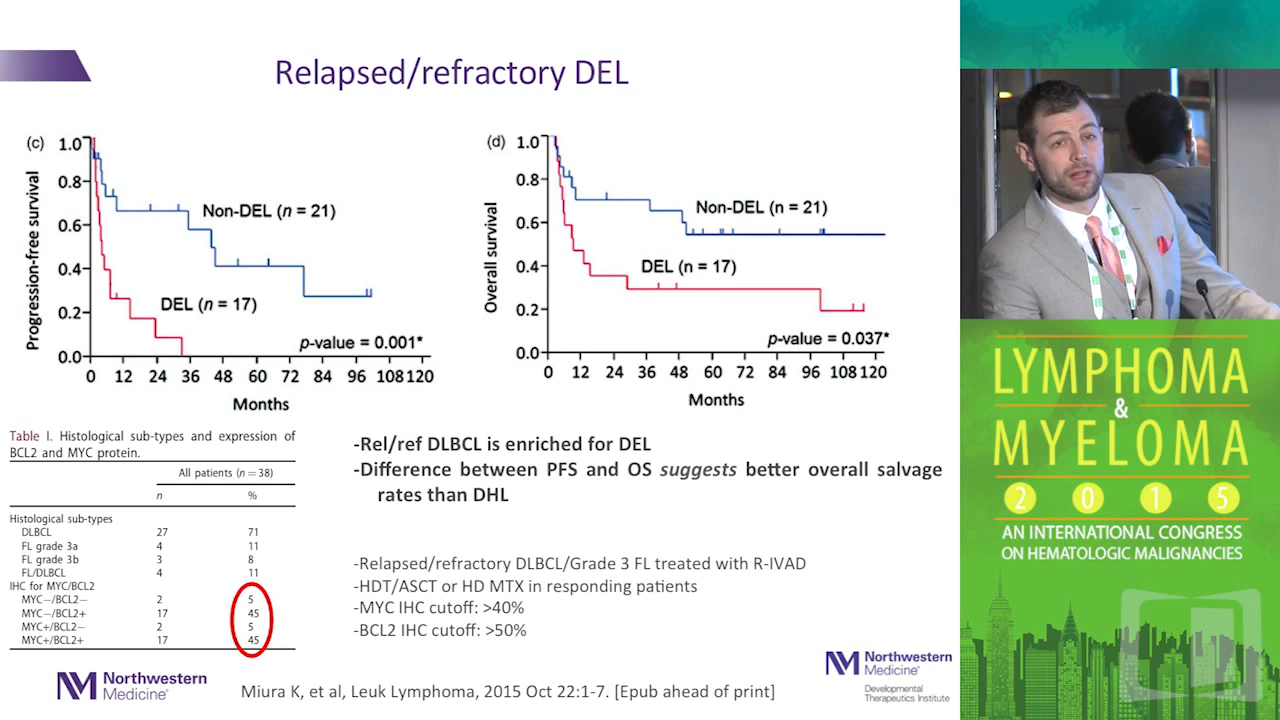 Relapsed/refractory DEL
(c)
Progression-free survival
1.0
0.8
0.6
0.4
0.2
0.0
Non-DEL (n = 21)
DEL (n = 17)
p-value = 0.001*
0 12 24 36 48 60 72 84 96 108 120
Months
(d)
Overall survival
1.0
0.8
0.6
0.4
0.2
0.0
Non-DEL (n = 21)
DEL (n = 17)
p-value = 0.037*
0 12 24 36 48 60 72 84 96 108 120
Months
Table I. Histological sub-types and expression of
BCL2 and MYC protein.
All patients (n = 38)
n %
Histological sub-types
DLBCL 27 71
FL grade 3a 4 11
FL grade 3b 3 8
FL/DLBCL 4 11
IHC for MYC/BCL2
MYC−/BCL2− 2 5
MYC−/BCL2+ 17 45
MYC+/BCL2− 2 5
MYC+/BCL2+ 17 45
-Rel/ref DLBCL is enriched for DEL
-Difference between PFS and OS suggests better overall salvage
rates than DHL
-Relapsed/refractory DLBCL/Grade 3 FL treated with R-IVAD
-HDT/ASCT or HD MTX in responding patients
-MYC IHC cutoff: >40%
-BCL2 IHC cutoff: >50%
NM Northwestern
Medicine
Miura K, et al, Leuk Lymphoma, 2015 Oct 22:1-7. [Epub ahead of print]
NM Northwestern
Medicine
Developmental
Therapeutics Institute
LYMPHOMA
&
MYELOMA
2 0 1 5
AN INTERNATIONAL CONGRESS
ON HEMATOLOGIC MALIGNANCIES